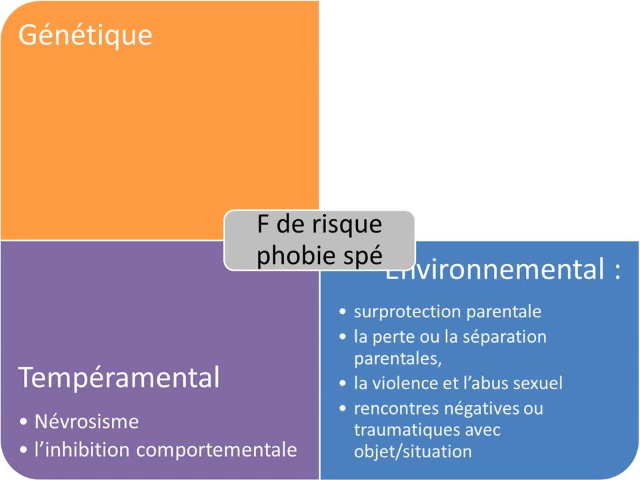 Génétique
F de risque
phobie spé
Environnemental :
• surprotection parentale
• la perte ou la séparation
parentales,
• la violence et l’abus sexuel
• rencontres négatives ou
traumatiques avec
objet/situation
Tempéramental
• Névrosisme
• l’inhibition comportementale